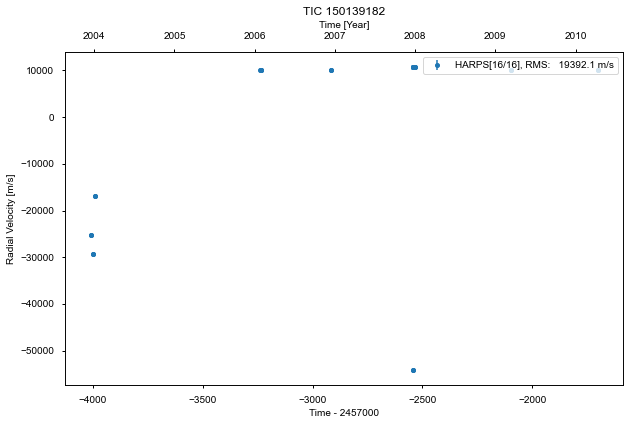 TIC 150139182
Time [Year]
2004 2005 2006 2007 2008 2009 2010
HARPS[16/16], RMS: 19392.1 m/s
10000
0
−10000
−20000
−30000
−40000
−50000
Radial Velocity [m/s]
−4000 −3500 −3000 −2500 −2000
Time - 2457000